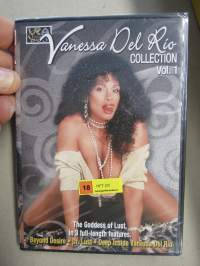 Vanessa Del Rio
COLLECTION
Vol. 1
18
The Goddess of Lust,
in 3 full-length features:
Beyond Desire • Dr. Lust • Deep Inside Vanessa Del Rio